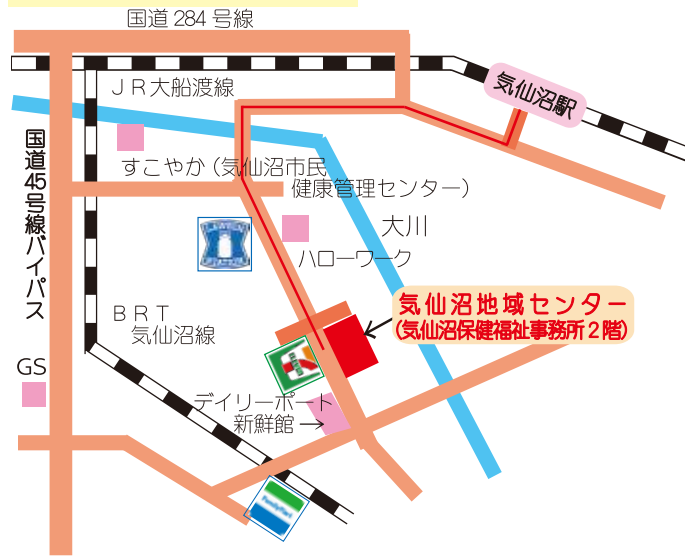 国道284号線
JR大船渡線
気仙沼駅
国道45号線バイパス
すこやか(気仙沼市民
健康管理センター)
大川
ハローワーク
気仙沼地域センター
(気仙沼保健福祉事務所2階)
BRT
気仙沼線
GS
デイリーポート
新鮮館→
FamilyMart